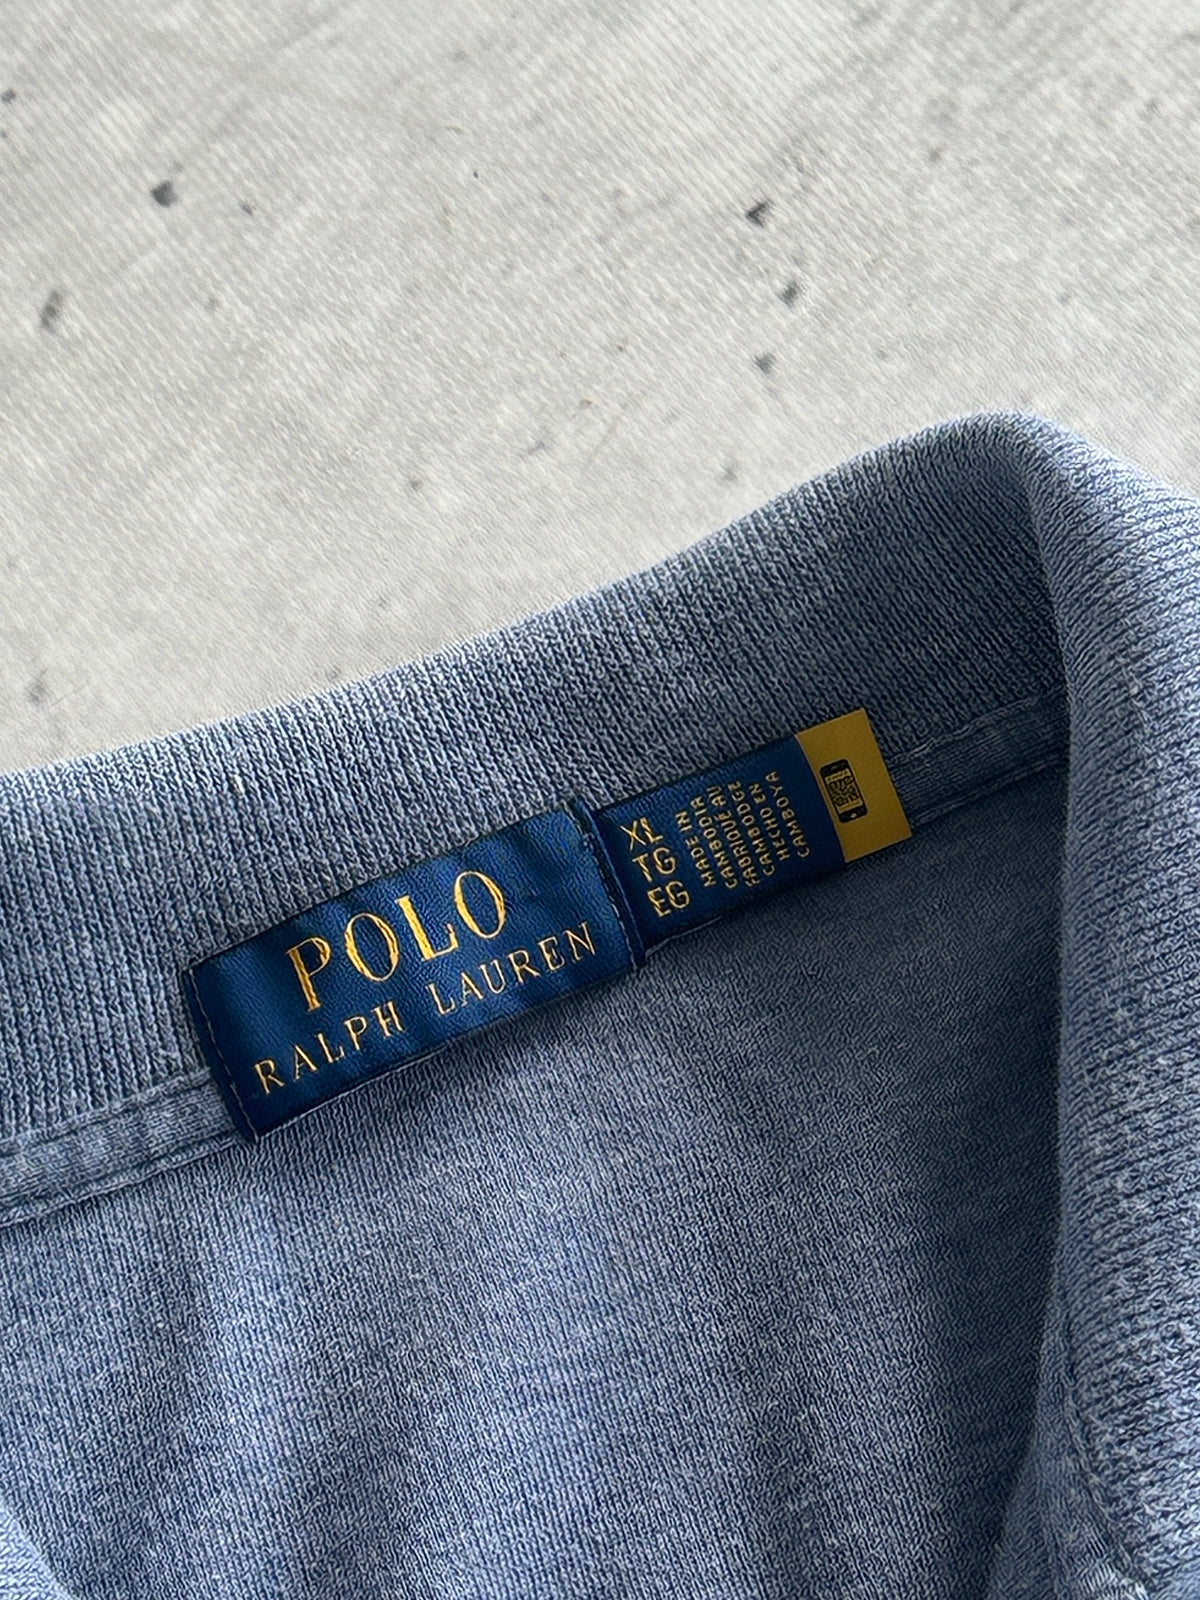 POLO
RALPH LAUREN
XL
TG
EG
MADE IN
CAMBODIA
FABRIQUÉ AU
CAMBODGE
HECHO EN
CAMBOYA